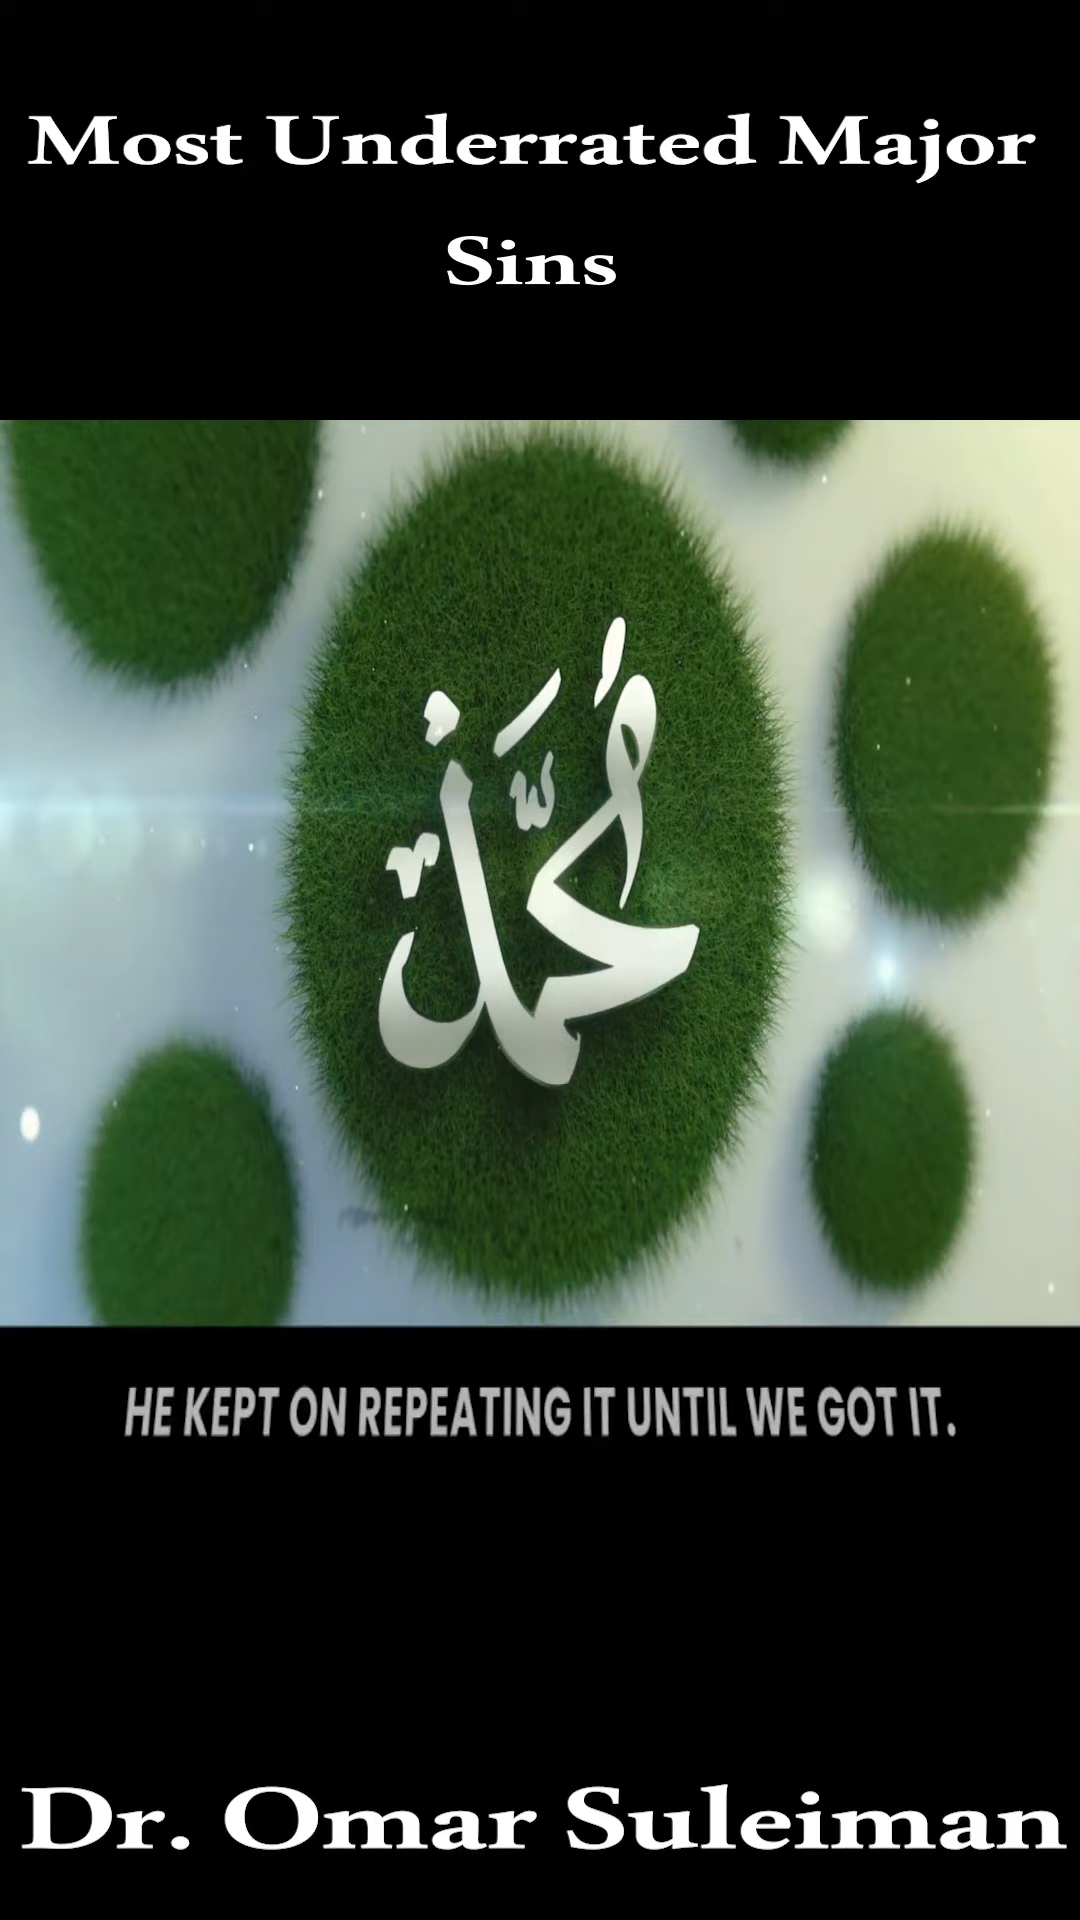 Most Underrated Major
Sins
مُحَمَّدٌ
HE KEPT ON REPEATING IT UNTIL WE GOT IT.
Dr. Omar Suleiman